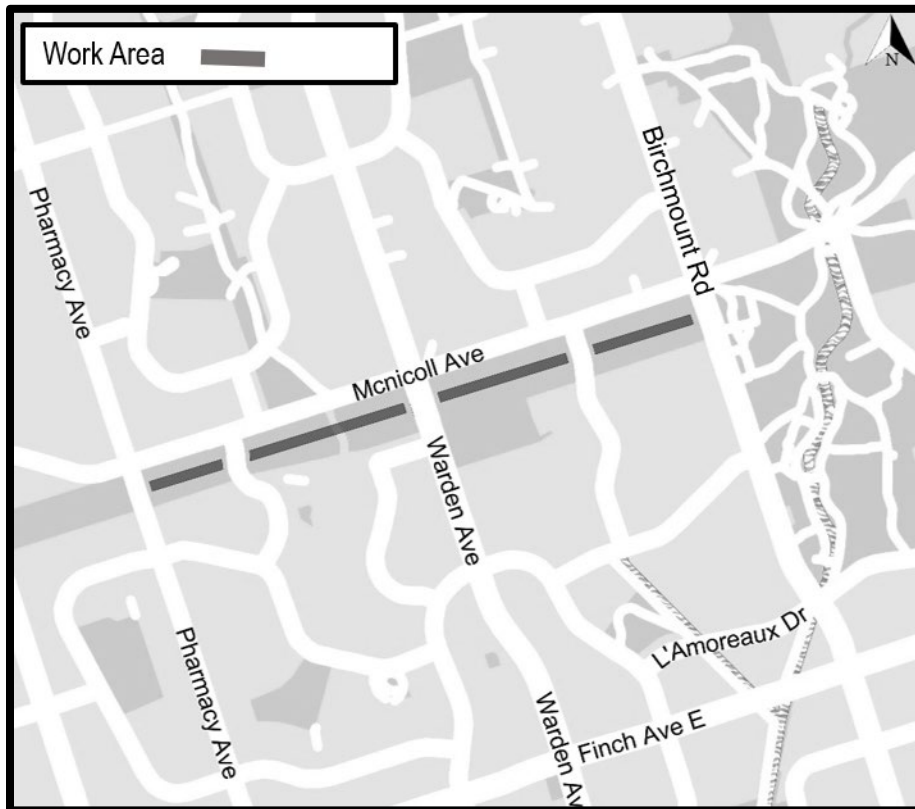 Work Area
N
Birchmount Rd
Pharmacy Ave
Mcnicoll Ave
Warden Ave
L'Amoreaux Dr
Pharmacy Ave
Warden Av
Finch Ave E